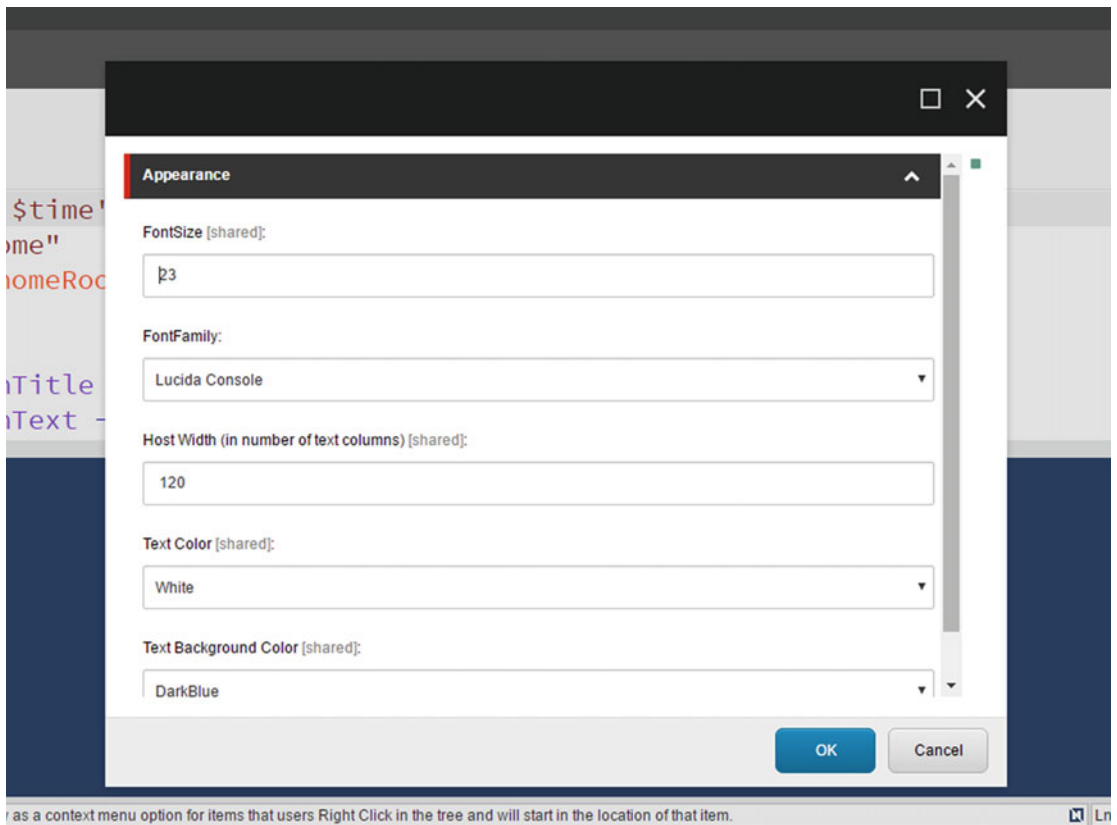 Appearance
$time"
ome"
FontSize [shared]:
23
FontFamily:
Lucida Console
nTitle
nText -
Host Width (in number of text columns) [shared]:
120
Text Color [shared]:
White
Text Background Color [shared]:
DarkBlue
OK
Cancel
as a context menu option for items that users Right Click in the tree and will start in the location of that item.
Ln